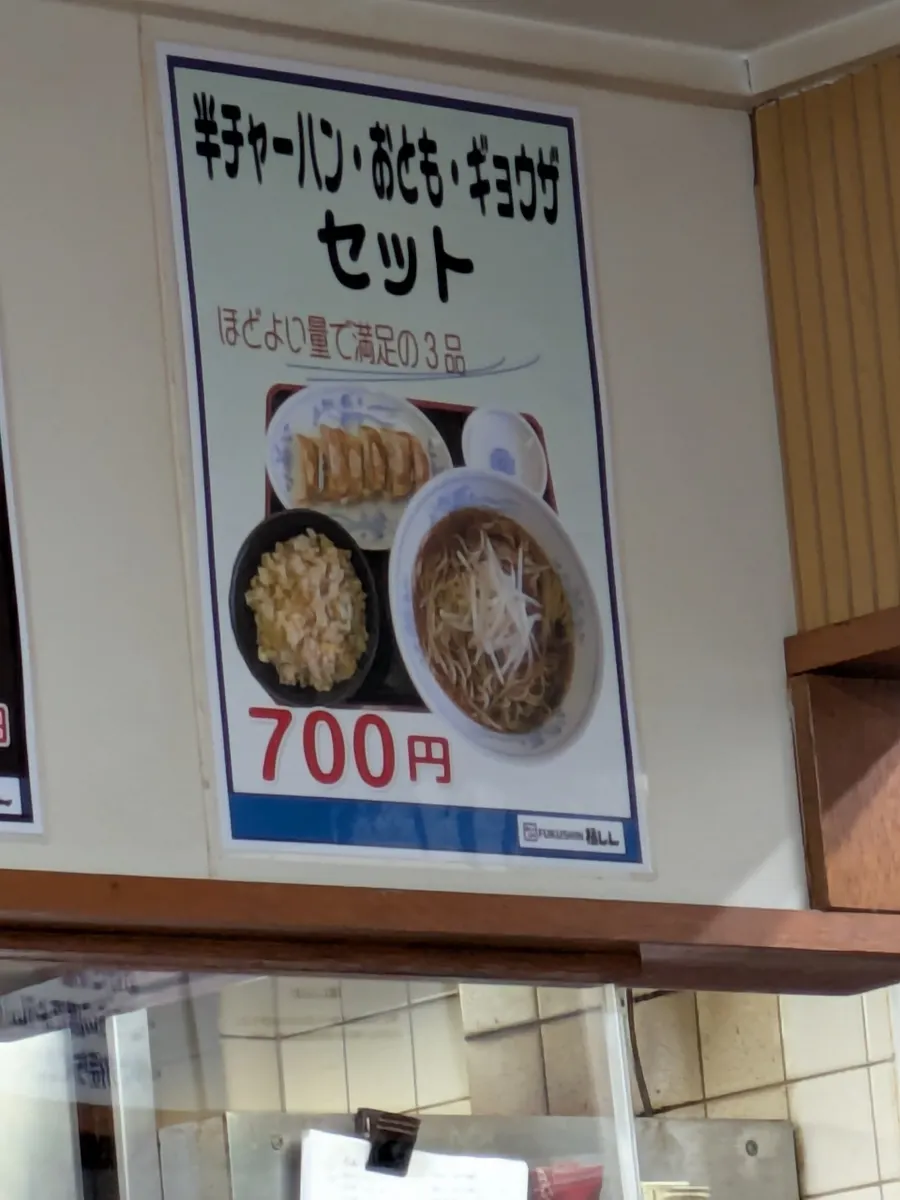 半チャーハン・おとも・ギョウザ
セット
ほどよい量で満足の3品
700円
FUKUSHIN 福しん